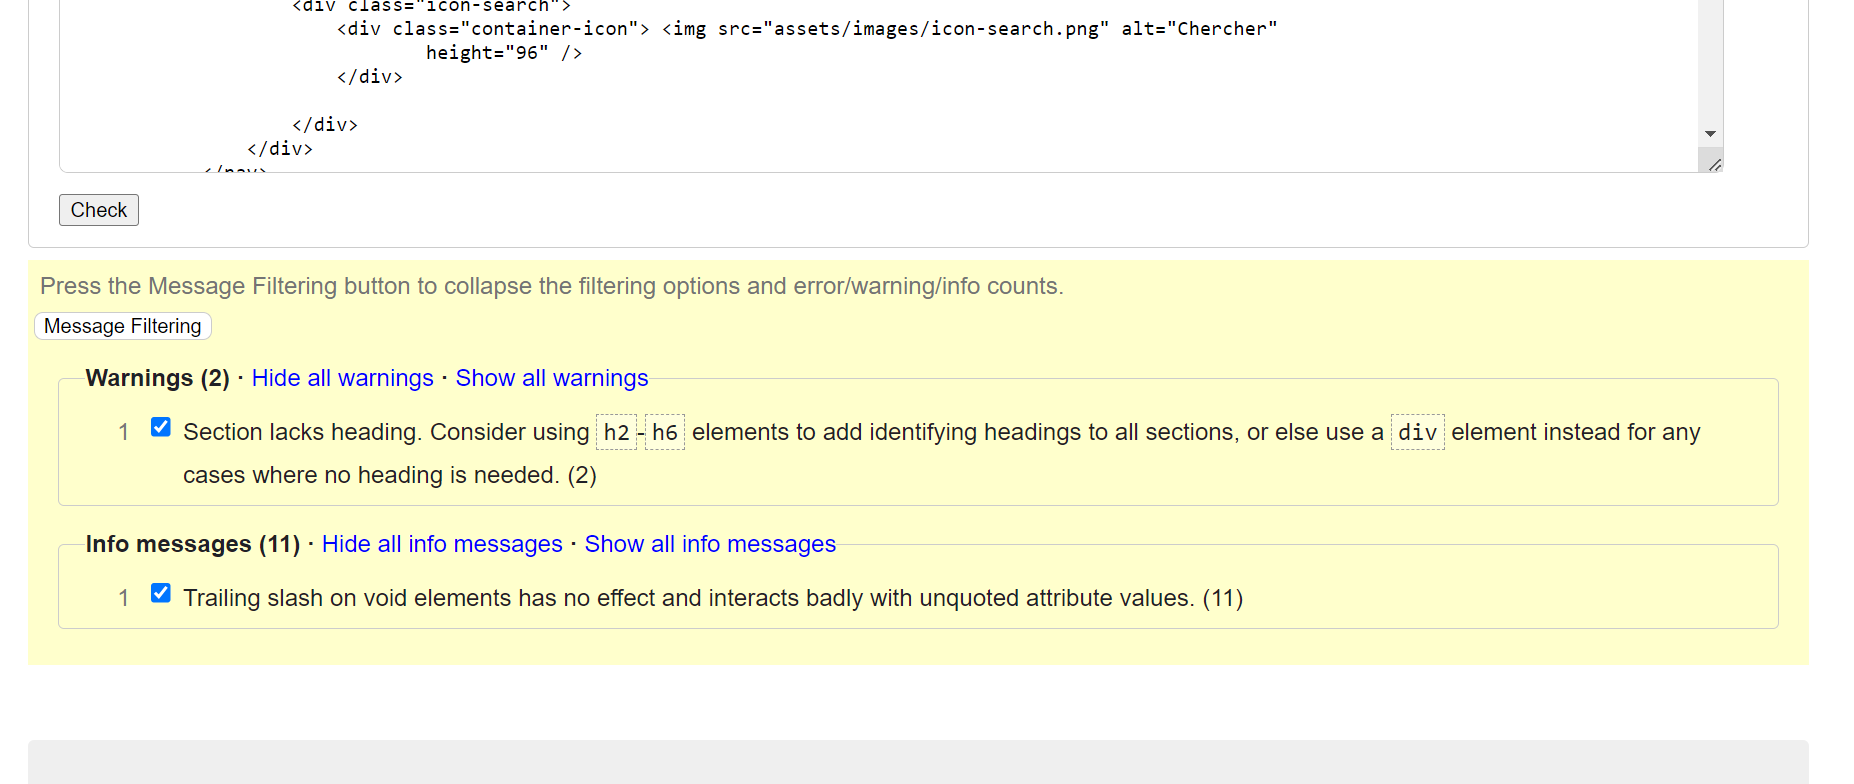 <div class="icon-search">
<div class="container-icon"> <img src="assets/images/icon-search.png" alt="Chercher"
height="96" />
</div>
</div>
</div>
</nav>
Check
Press the Message Filtering button to collapse the filtering options and error/warning/info counts.
Message Filtering
Warnings (2) · Hide all warnings · Show all warnings
1 Section lacks heading. Consider using h2-h6 elements to add identifying headings to all sections, or else use a div element instead for any
cases where no heading is needed. (2)
Info messages (11) · Hide all info messages · Show all info messages
1 Trailing slash on void elements has no effect and interacts badly with unquoted attribute values. (11)